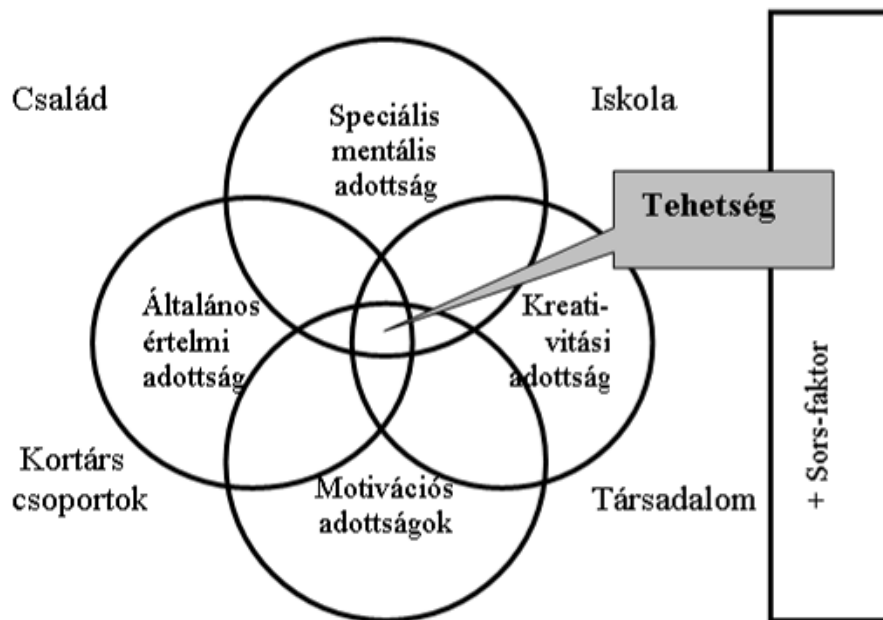 Család
Iskola
Speciális
mentális
adottság
Tehetség
Általános
értelmi
adottság
Kreati-
vitási
adottság
Kortárs
csoportok
Motivációs
adottságok
Társadalom
+ Sors-faktor